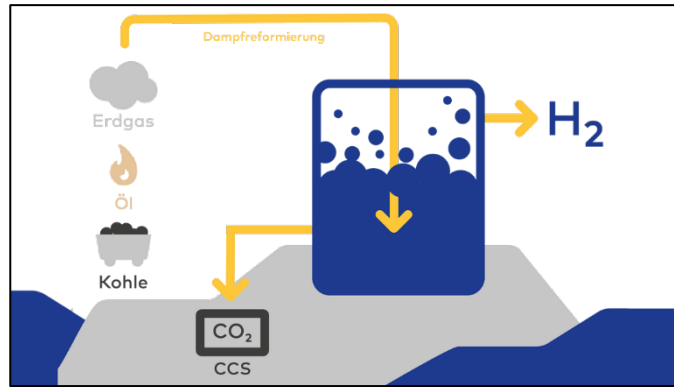 Dampfreformierung
Erdgas
Öl
Kohle
H₂
CO₂
CCS